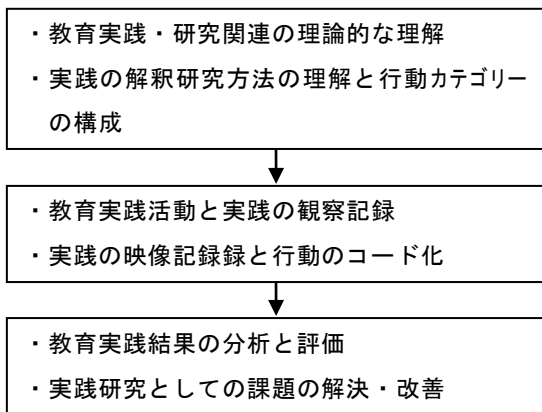 ・教育実践・研究関連の理論的な理解
・実践の解釈研究方法の理解と行動カテゴリー
の構成
・教育実践活動と実践の観察記録
・実践の映像記録録と行動のコード化
・教育実践結果の分析と評価
・実践研究としての課題の解決・改善